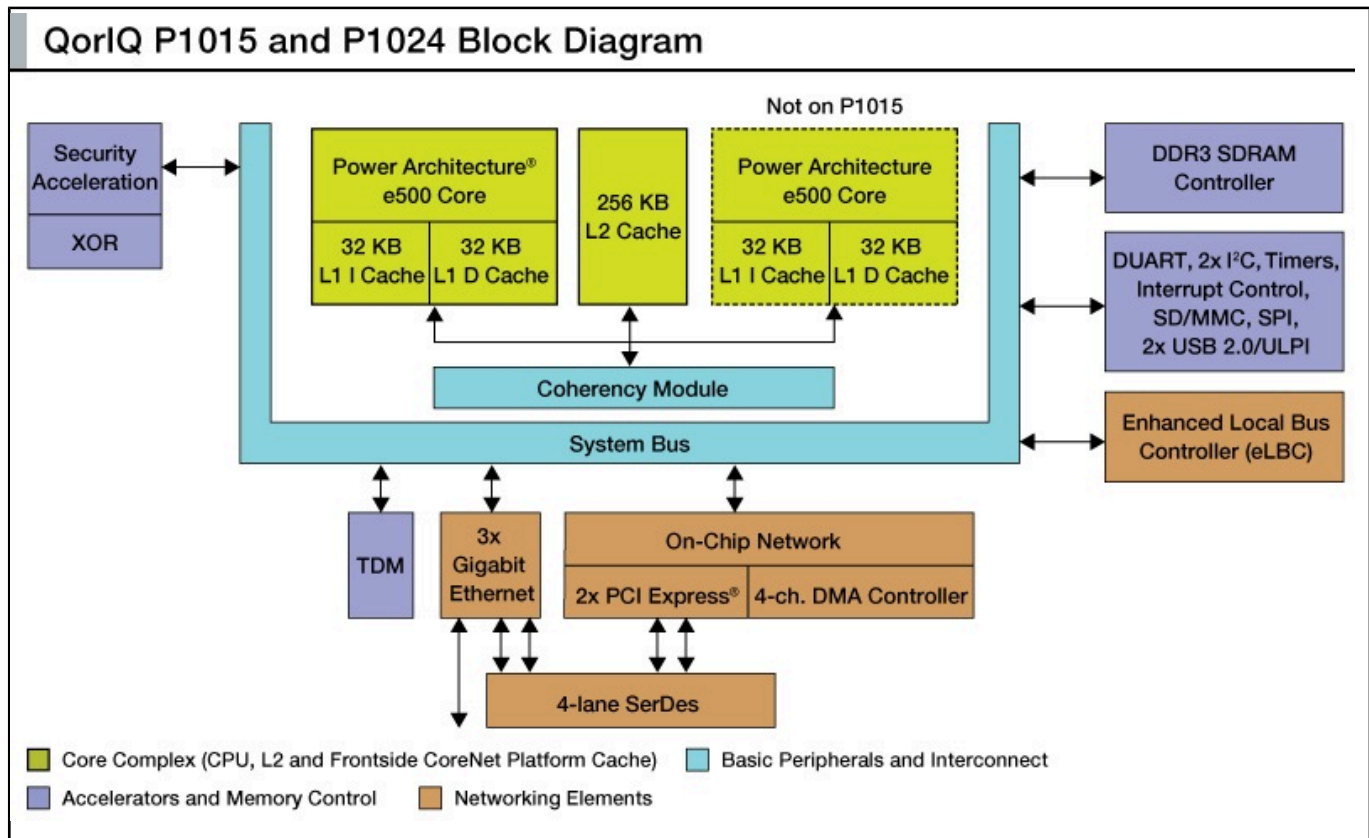 QorIQ P1015 and P1024 Block Diagram
Not on P1015
Security
Acceleration
XOR
Power Architecture®
e500 Core
32 KB
L1 I Cache
32 KB
L1 D Cache
256 KB
L2 Cache
Power Architecture
e500 Core
32 KB
L1 I Cache
32 KB
L1 D Cache
DDR3 SDRAM
Controller
DUART, 2x I²C, Timers,
Interrupt Control,
SD/MMC, SPI,
2x USB 2.0/ULPI
Coherency Module
System Bus
Enhanced Local Bus
Controller (eLBC)
TDM
3x
Gigabit
Ethernet
On-Chip Network
2x PCI Express®
4-ch. DMA Controller
4-lane SerDes
Core Complex (CPU, L2 and Frontside CoreNet Platform Cache)
Basic Peripherals and Interconnect
Accelerators and Memory Control
Networking Elements